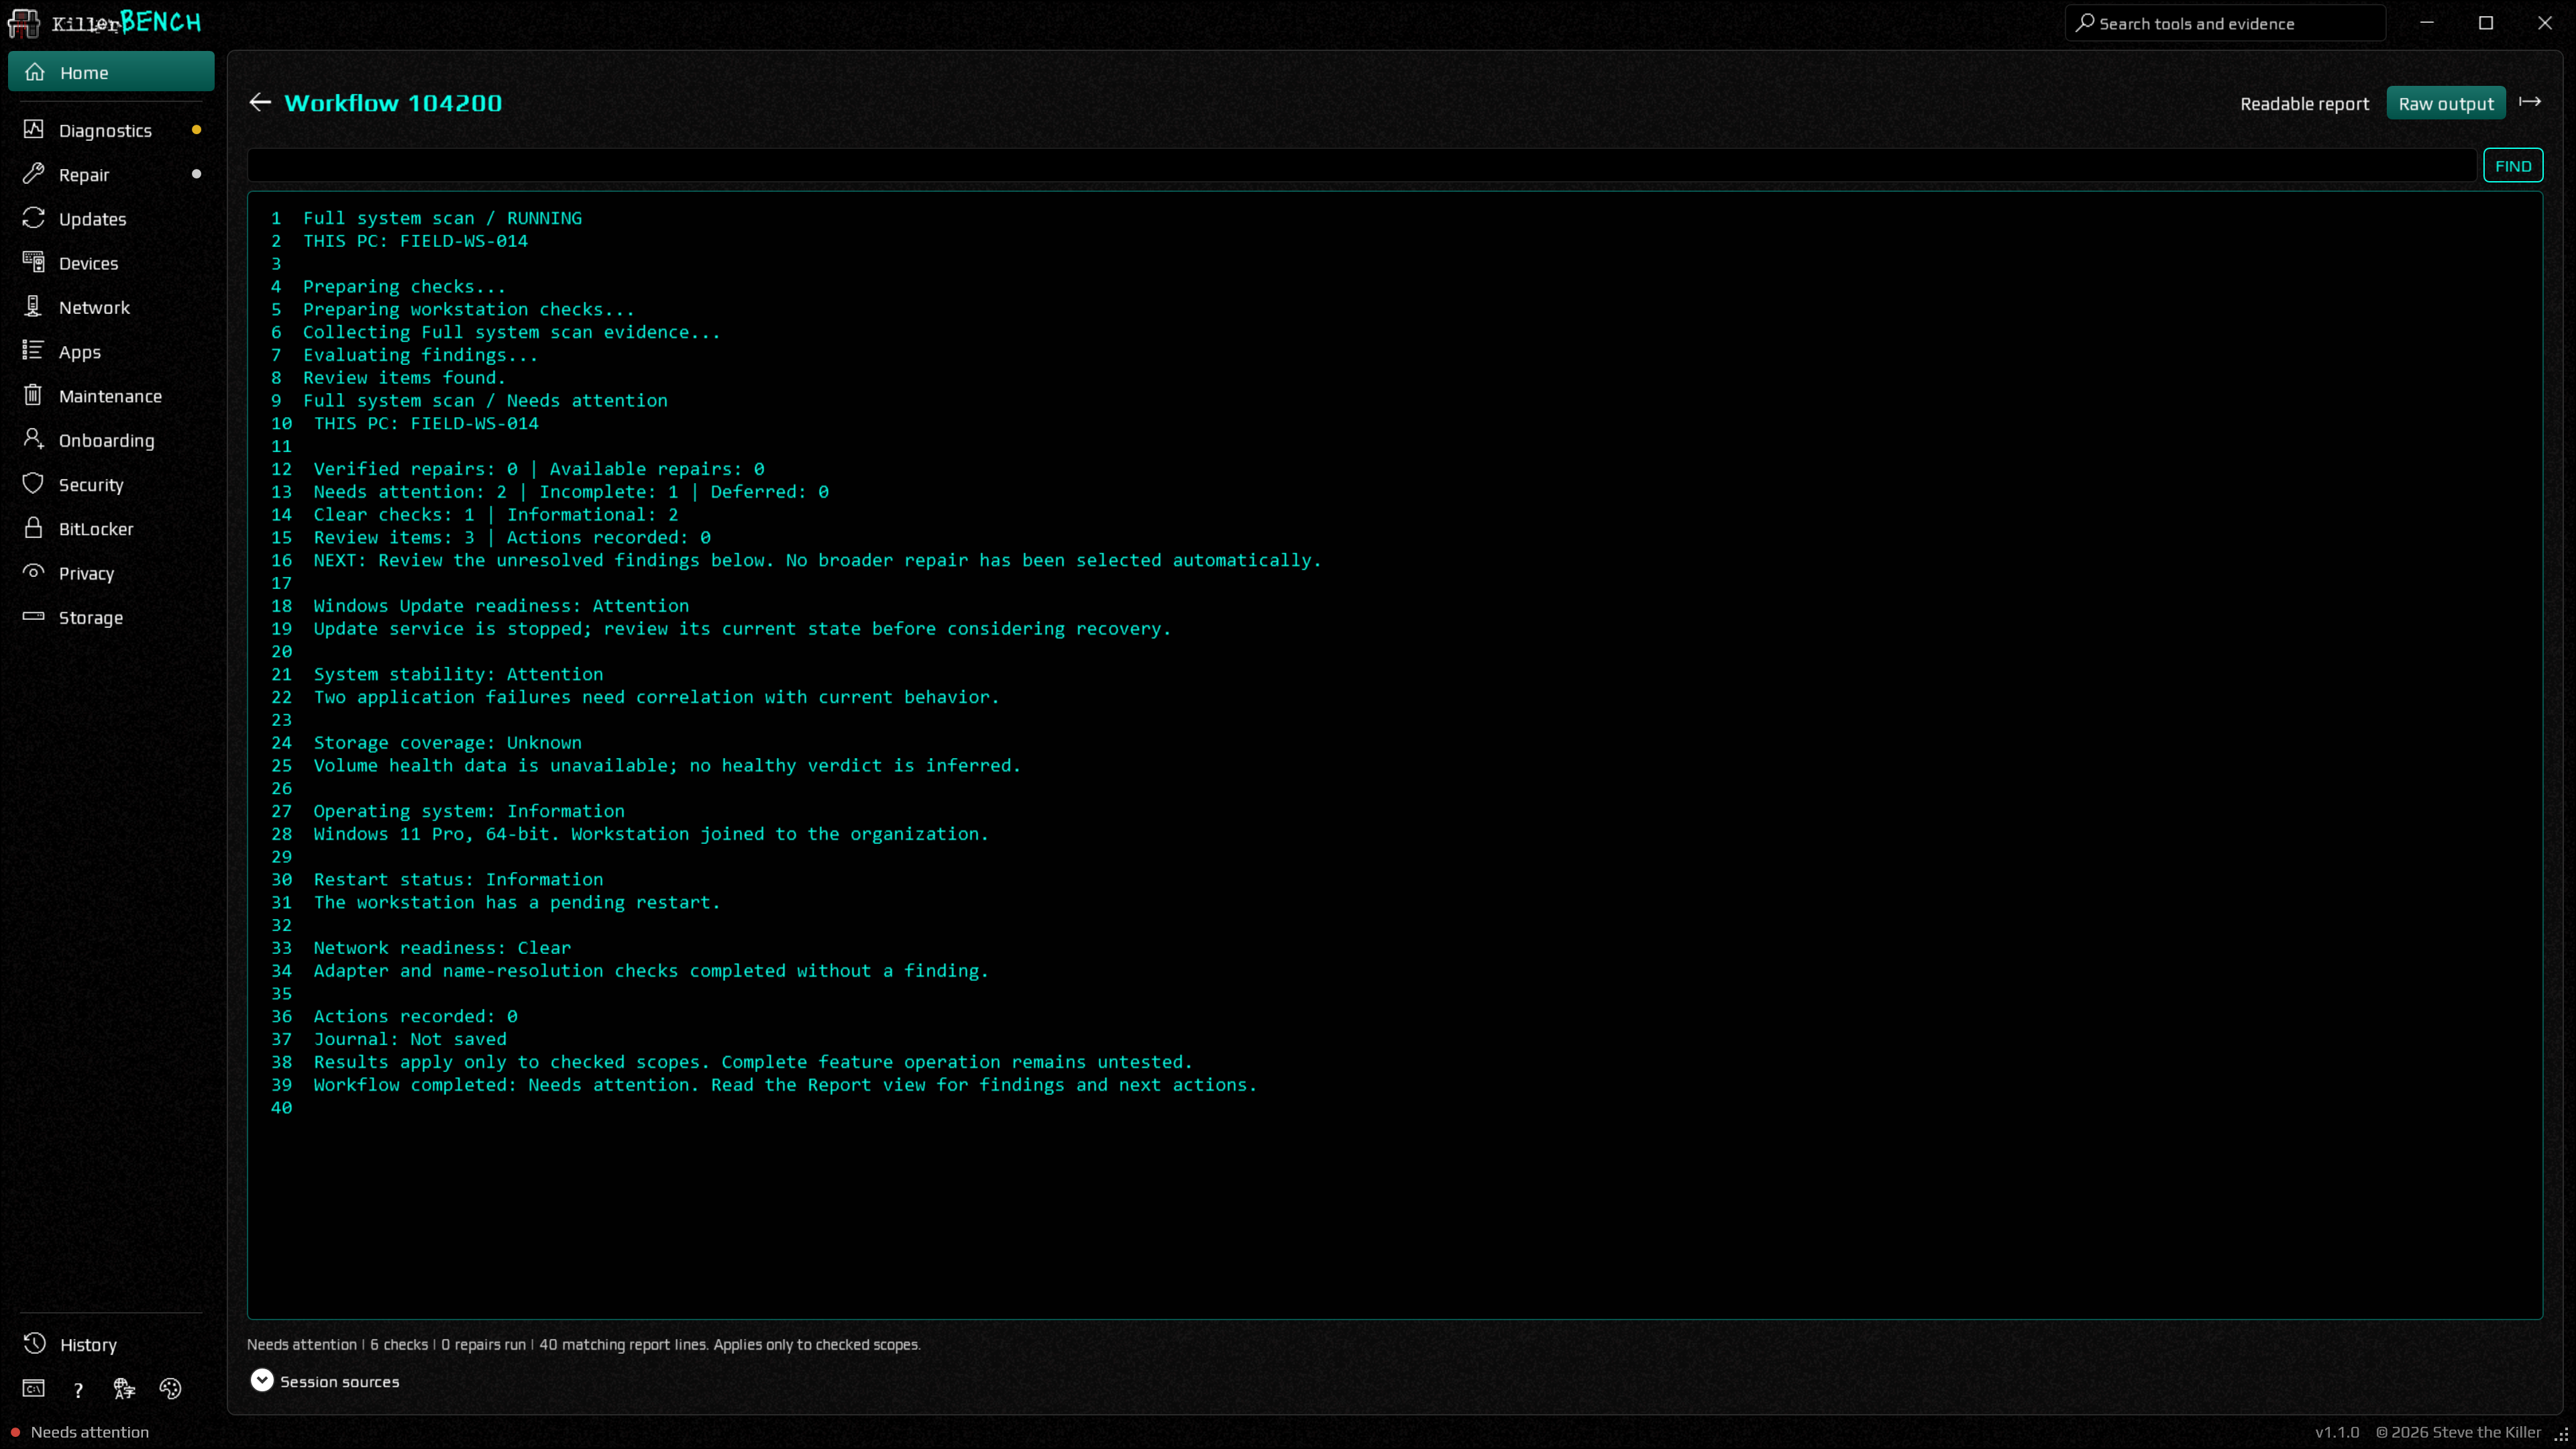 KillerBENCH
Search tools and evidence
Home
Diagnostics
Repair
Updates
Devices
Network
Apps
Maintenance
Onboarding
Security
BitLocker
Privacy
Storage
History
Workflow 104200
Readable report
Raw output
FIND
1 Full system scan / RUNNING
2 THIS PC: FIELD-WS-014
3
4 Preparing checks...
5 Preparing workstation checks...
6 Collecting Full system scan evidence...
7 Evaluating findings...
8 Review items found.
9 Full system scan / Needs attention
10 THIS PC: FIELD-WS-014
11
12 Verified repairs: 0 | Available repairs: 0
13 Needs attention: 2 | Incomplete: 1 | Deferred: 0
14 Clear checks: 1 | Informational: 2
15 Review items: 3 | Actions recorded: 0
16 NEXT: Review the unresolved findings below. No broader repair has been selected automatically.
17
18 Windows Update readiness: Attention
19 Update service is stopped; review its current state before considering recovery.
20
21 System stability: Attention
22 Two application failures need correlation with current behavior.
23
24 Storage coverage: Unknown
25 Volume health data is unavailable; no healthy verdict is inferred.
26
27 Operating system: Information
28 Windows 11 Pro, 64-bit. Workstation joined to the organization.
29
30 Restart status: Information
31 The workstation has a pending restart.
32
33 Network readiness: Clear
34 Adapter and name-resolution checks completed without a finding.
35
36 Actions recorded: 0
37 Journal: Not saved
38 Results apply only to checked scopes. Complete feature operation remains untested.
39 Workflow completed: Needs attention. Read the Report view for findings and next actions.
40
Needs attention | 6 checks | 0 repairs run | 40 matching report lines. Applies only to checked scopes.
Session sources
Needs attention
v1.1.0 © 2026 Steve the Killer